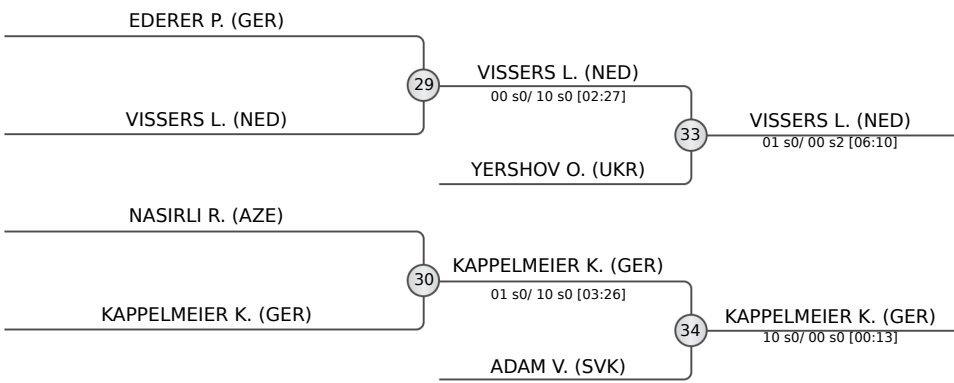 EDERER P. (GER)
29
VISSERS L. (NED)
00 s0/ 10 s0 [02:27]
VISSERS L. (NED)
33
VISSERS L. (NED)
01 s0/ 00 s2 [06:10]
YERSHOV O. (UKR)
NASIRLI R. (AZE)
30
KAPPELMEIER K. (GER)
01 s0/ 10 s0 [03:26]
KAPPELMEIER K. (GER)
34
KAPPELMEIER K. (GER)
10 s0/ 00 s0 [00:13]
ADAM V. (SVK)